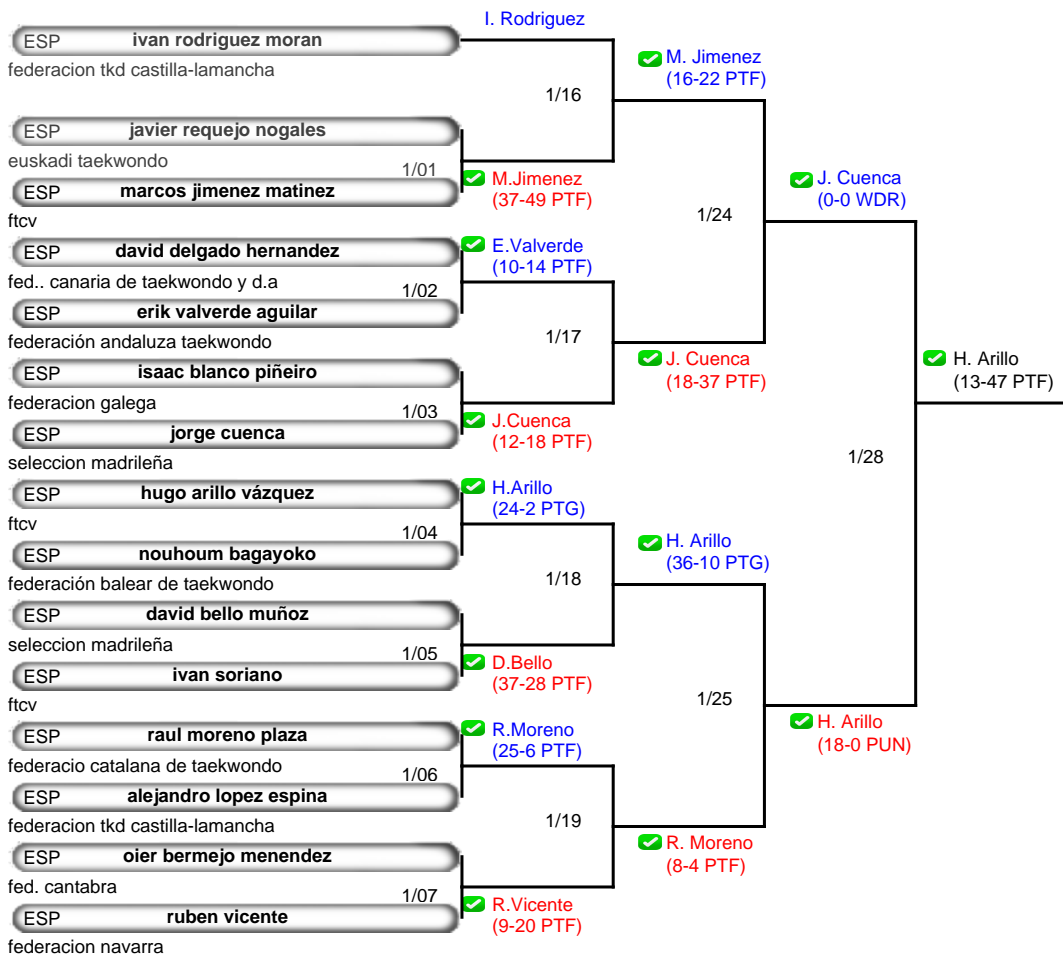 I. Rodriguez
ESP ivan rodriguez moran
federacion tkd castilla-lamancha
M. Jimenez
(16-22 PTF)
1/16
ESP javier requejo nogales
euskadi taekwondo
1/01
ESP marcos jimenez matinez
ftcv
M.Jimenez
(37-49 PTF)
J. Cuenca
(0-0 WDR)
1/24
ESP david delgado hernandez
fed.. canaria de taekwondo y d.a
E.Valverde
(10-14 PTF)
1/02
ESP erik valverde aguilar
federación andaluza taekwondo
1/17
ESP isaac blanco piñeiro
federacion galega
J. Cuenca
(18-37 PTF)
H. Arillo
(13-47 PTF)
1/03
ESP jorge cuenca
seleccion madrileña
J.Cuenca
(12-18 PTF)
1/28
ESP hugo arillo vázquez
ftcv
H.Arillo
(24-2 PTG)
1/04
ESP nouhoum bagayoko
federación balear de taekwondo
H. Arillo
(36-10 PTG)
1/18
ESP david bello muñoz
seleccion madrileña
1/05
ESP ivan soriano
ftcv
D.Bello
(37-28 PTF)
1/25
ESP raul moreno plaza
federacio catalana de taekwondo
R.Moreno
(25-6 PTF)
H. Arillo
(18-0 PUN)
1/06
ESP alejandro lopez espina
federacion tkd castilla-lamancha
1/19
ESP oier bermejo menendez
fed. cantabra
R. Moreno
(8-4 PTF)
1/07
ESP ruben vicente
federacion navarra
R.Vicente
(9-20 PTF)